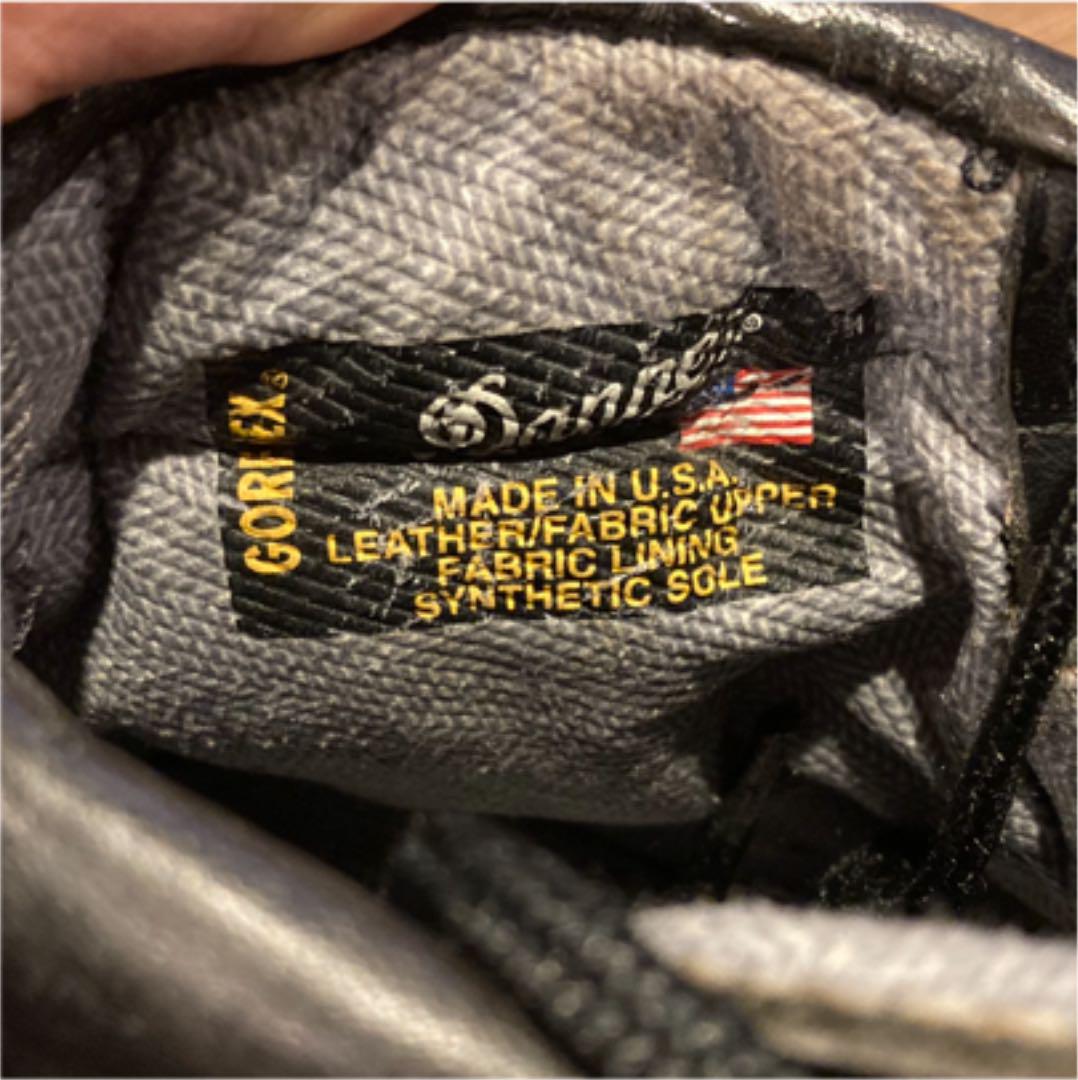 Danner®
GORE-TEX®
MADE IN U.S.A.
LEATHER/FABRIC UPPER
FABRIC LINING
SYNTHETIC SOLE